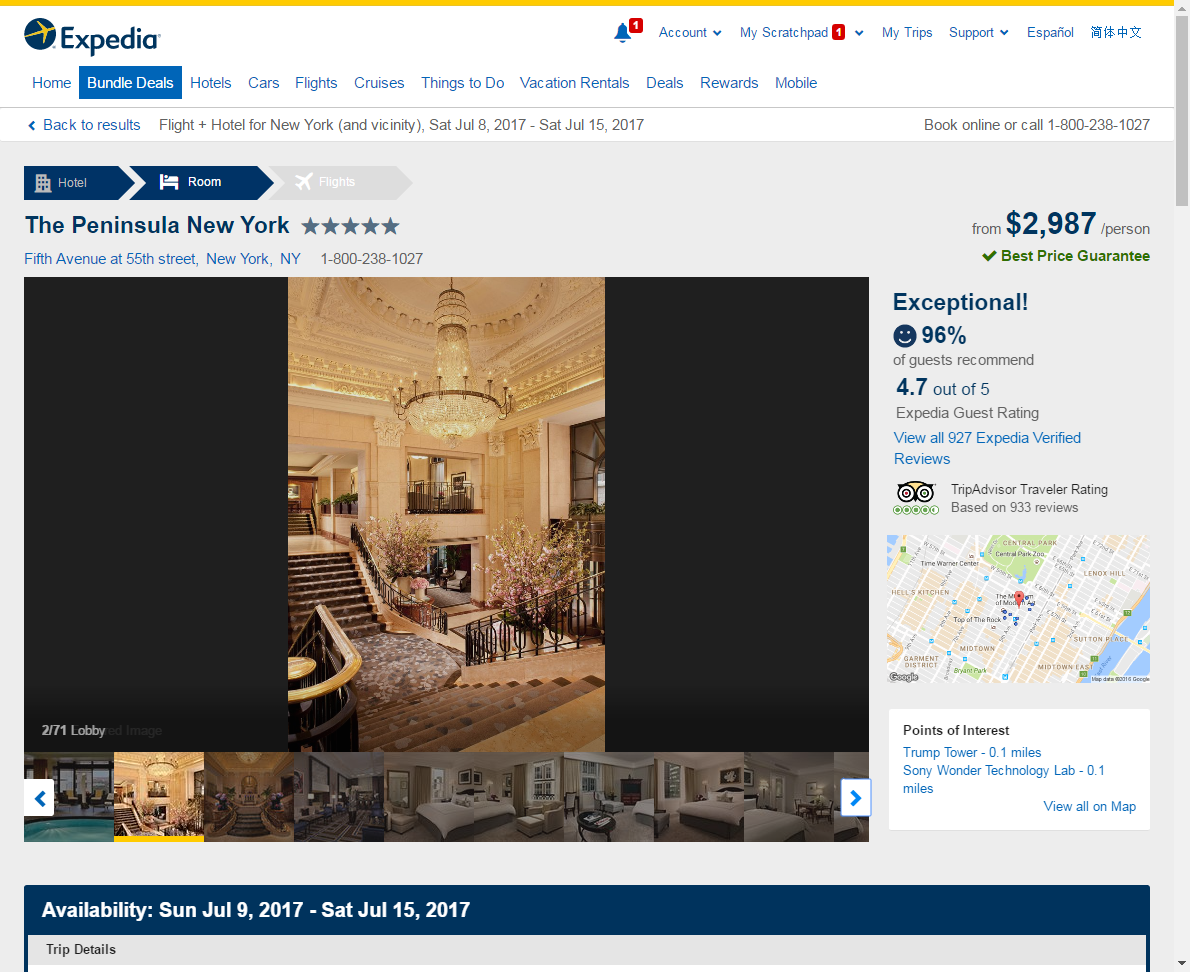 Expedia
1
Account
My Scratchpad 1
My Trips
Support
Español
简体中文
Home
Bundle Deals
Hotels
Cars
Flights
Cruises
Things to Do
Vacation Rentals
Deals
Rewards
Mobile
Back to results
Flight + Hotel for New York (and vicinity), Sat Jul 8, 2017 - Sat Jul 15, 2017
Book online or call 1-800-238-1027
Hotel
Room
Flights
The Peninsula New York
from $2,987 /person
Fifth Avenue at 55th street, New York, NY 1-800-238-1027
Best Price Guarantee
Exceptional!
96%
of guests recommend
4.7 out of 5
Expedia Guest Rating
View all 927 Expedia Verified
Reviews
TripAdvisor Traveler Rating
Based on 933 reviews
CENTRAL PARK
Central Park Zoo
Time Warner Center
LENOX HILL
HELL'S KITCHEN
Top of The Rock
SUTTON PLACE
MIDTOWN
GARMENT
DISTRICT
Bryant Park
MIDTOWN EAST
Google
Map data ©2016 Google
2/71 Lobby
Points of Interest
Trump Tower - 0.1 miles
Sony Wonder Technology Lab - 0.1
miles
View all on Map
Availability: Sun Jul 9, 2017 - Sat Jul 15, 2017
Trip Details